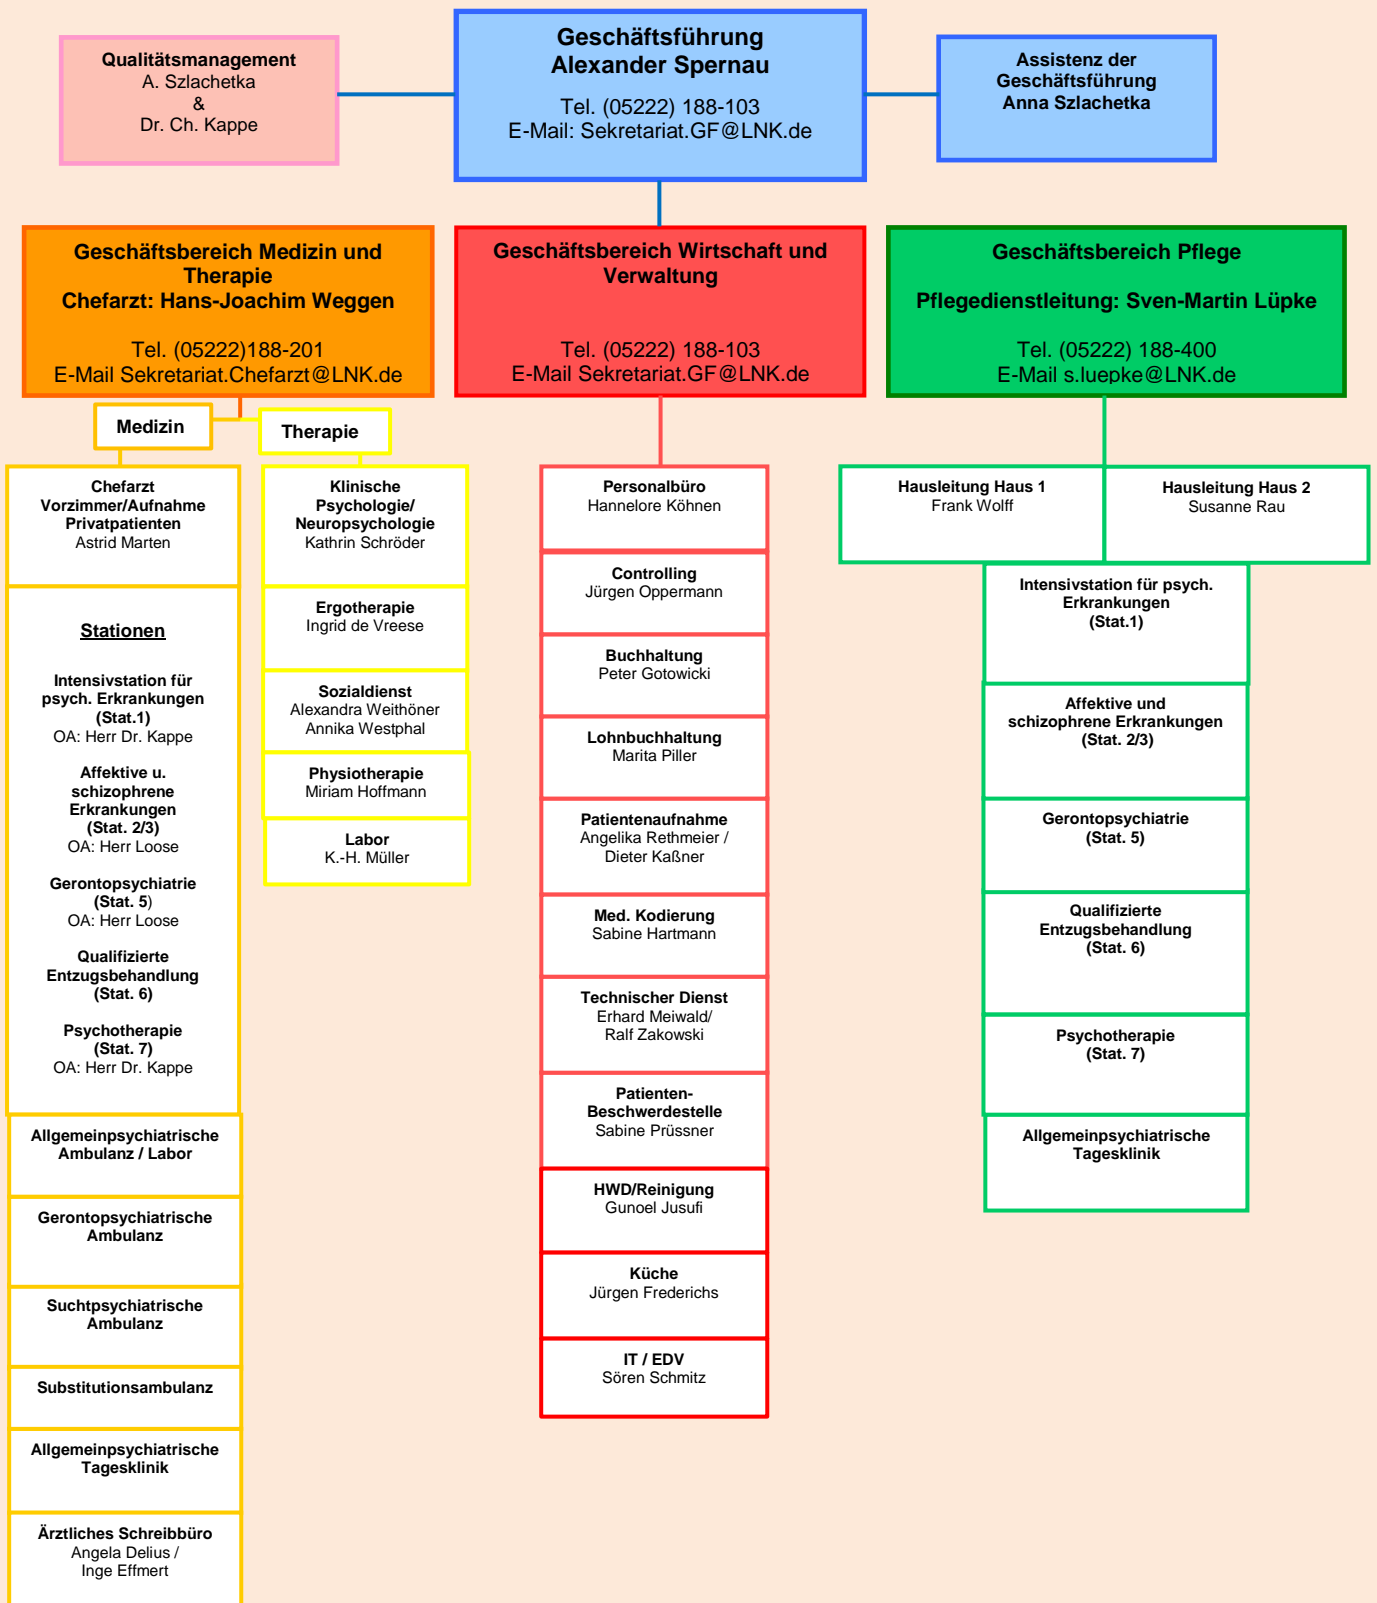 Qualitätsmanagement
A. Szlachetka
&
Dr. Ch. Kappe
Geschäftsführung
Alexander Spernau
Tel. (05222) 188-103
E-Mail: Sekretariat.GF@LNK.de
Assistenz der
Geschäftsführung
Anna Szlachetka
Geschäftsbereich Medizin und
Therapie
Chefarzt: Hans-Joachim Weggen
Tel. (05222)188-201
E-Mail Sekretariat.Chefarzt@LNK.de
Geschäftsbereich Wirtschaft und
Verwaltung
Tel. (05222) 188-103
E-Mail Sekretariat.GF@LNK.de
Geschäftsbereich Pflege
Pflegedienstleitung: Sven-Martin Lüpke
Tel. (05222) 188-400
E-Mail s.luepke@LNK.de
Medizin
Therapie
Chefarzt
Vorzimmer/Aufnahme
Privatpatienten
Astrid Marten
Stationen
Intensivstation für
psych. Erkrankungen
(Stat.1)
OA: Herr Dr. Kappe
Affektive u.
schizophrene
Erkrankungen
(Stat. 2/3)
OA: Herr Loose
Gerontopsychiatrie
(Stat. 5)
OA: Herr Loose
Qualifizierte
Entzugsbehandlung
(Stat. 6)
Psychotherapie
(Stat. 7)
OA: Herr Dr. Kappe
Allgemeinpsychiatrische
Ambulanz / Labor
Gerontopsychiatrische
Ambulanz
Suchtpsychiatrische
Ambulanz
Substitutionsambulanz
Allgemeinpsychiatrische
Tagesklinik
Ärztliches Schreibbüro
Angela Delius /
Inge Effmert
Klinische
Psychologie/
Neuropsychologie
Kathrin Schröder
Ergotherapie
Ingrid de Vreese
Sozialdienst
Alexandra Weithöner
Annika Westphal
Physiotherapie
Miriam Hoffmann
Labor
K.-H. Müller
Personalbüro
Hannelore Köhnen
Controlling
Jürgen Oppermann
Buchhaltung
Peter Gotowicki
Lohnbuchhaltung
Marita Piller
Patientenaufnahme
Angelika Rethmeier /
Dieter Kaßner
Med. Kodierung
Sabine Hartmann
Technischer Dienst
Erhard Meiwald/
Ralf Zakowski
Patienten-
Beschwerdestelle
Sabine Prüssner
HWD/Reinigung
Gunoel Jusufi
Küche
Jürgen Frederichs
IT / EDV
Sören Schmitz
Hausleitung Haus 1
Frank Wolff
Hausleitung Haus 2
Susanne Rau
Intensivstation für psych.
Erkrankungen
(Stat.1)
Affektive und
schizophrene Erkrankungen
(Stat. 2/3)
Gerontopsychiatrie
(Stat. 5)
Qualifizierte
Entzugsbehandlung
(Stat. 6)
Psychotherapie
(Stat. 7)
Allgemeinpsychiatrische
Tagesklinik